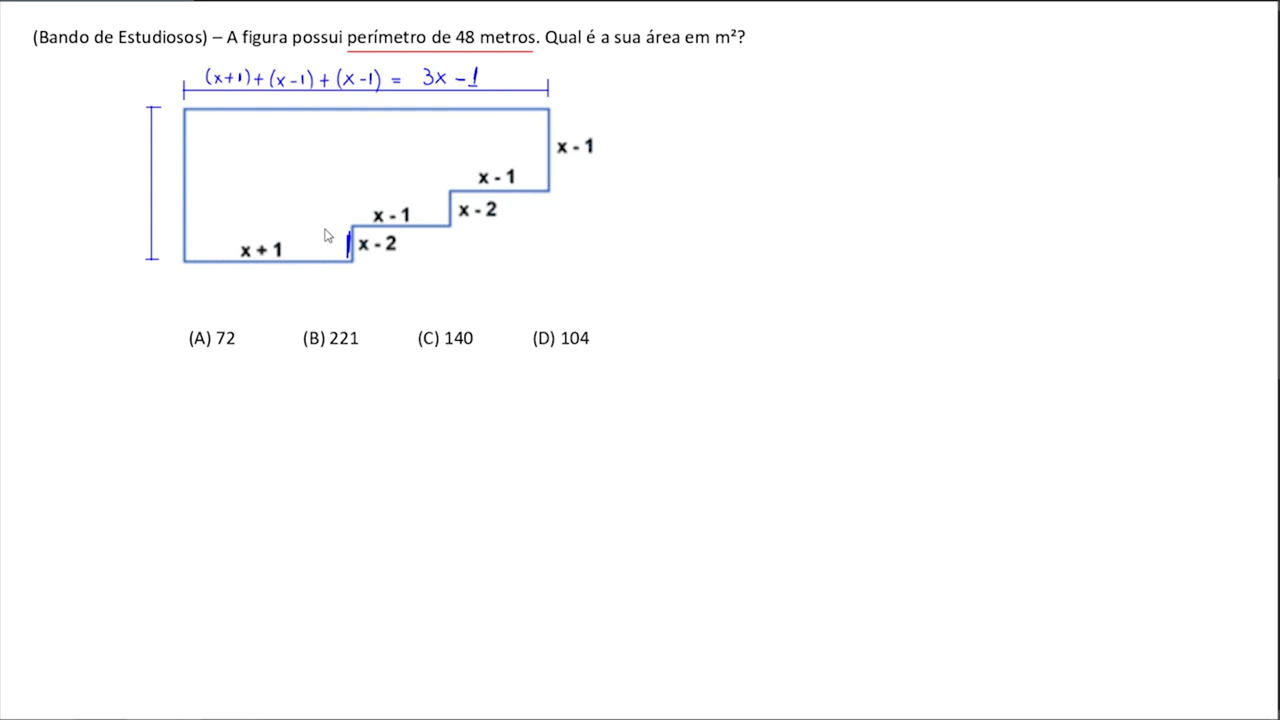 (Bando de Estudiosos) – A figura possui perímetro de 48 metros. Qual é a sua área em m²?
(x+1)+(x-1)+(x-1) = 3x-1
x - 1
x - 1
x - 1
x - 2
x + 1
x - 2
(A) 72 (B) 221 (C) 140 (D) 104